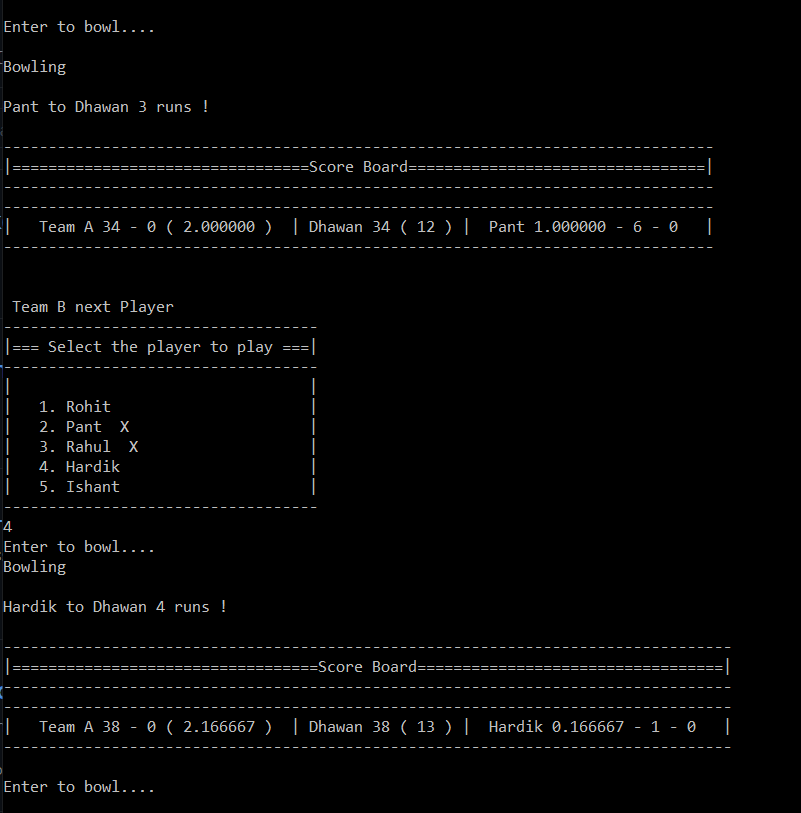 Enter to bowl....
Bowling
Pant to Dhawan 3 runs !
-------------------------------------------------------------------------------
|=================================Score Board=================================|
-------------------------------------------------------------------------------
-------------------------------------------------------------------------------
|   Team A 34 - 0 ( 2.000000 )  | Dhawan 34 ( 12 ) |  Pant 1.000000 - 6 - 0   |
-------------------------------------------------------------------------------
Team B next Player
-----------------------------------
|=== Select the player to play ===|
-----------------------------------
|                                 |
|   1. Rohit                      |
|   2. Pant  X                    |
|   3. Rahul  X                   |
|   4. Hardik                     |
|   5. Ishant                     |
-----------------------------------
4
Enter to bowl....
Bowling
Hardik to Dhawan 4 runs !
---------------------------------------------------------------------------------
|==================================Score Board==================================|
---------------------------------------------------------------------------------
---------------------------------------------------------------------------------
|   Team A 38 - 0 ( 2.166667 )  | Dhawan 38 ( 13 ) |  Hardik 0.166667 - 1 - 0   |
---------------------------------------------------------------------------------
Enter to bowl....